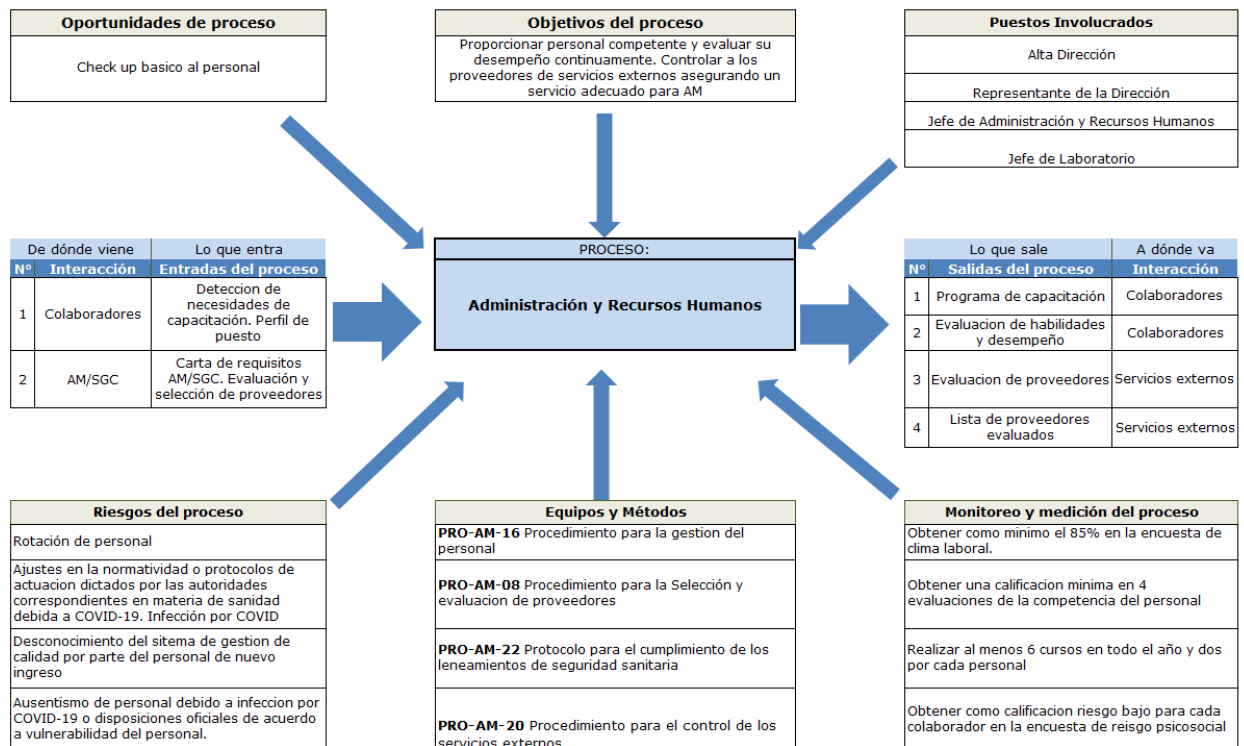 Oportunidades de proceso
Check up basico al personal
Objetivos del proceso
Proporcionar personal competente y evaluar su
desempeño continuamente. Controlar a los
proveedores de servicios externos asegurando un
servicio adecuado para AM
Puestos Involucrados
Alta Dirección
Representante de la Dirección
Jefe de Administración y Recursos Humanos
Jefe de Laboratorio
De dónde viene Lo que entra
Nº Interacción Entradas del proceso
1 Colaboradores
Deteccion de
necesidades de
capacitación. Perfil de
puesto
2 AM/SGC
Carta de requisitos
AM/SGC. Evaluación y
selección de proveedores
PROCESO:
Administración y Recursos Humanos
Lo que sale A dónde va
Nº Salidas del proceso Interacción
1 Programa de capacitación Colaboradores
2 Evaluacion de habilidades
y desempeño
Colaboradores
3 Evaluacion de proveedores Servicios externos
4 Lista de proveedores
evaluados
Servicios externos
Riesgos del proceso
Rotación de personal
Ajustes en la normatividad o protocolos de
actuacion dictados por las autoridades
correspondientes en materia de sanidad
debida a COVID-19. Infección por COVID
Desconocimiento del sitema de gestion de
calidad por parte del personal de nuevo
ingreso
Ausentismo de personal debido a infeccion por
COVID-19 o disposiciones oficiales de acuerdo
a vulnerabilidad del personal.
Equipos y Métodos
PRO-AM-16 Procedimiento para la gestion del
personal
PRO-AM-08 Procedimiento para la Selección y
evaluacion de proveedores
PRO-AM-22 Protocolo para el cumplimiento de los
leneamientos de seguridad sanitaria
PRO-AM-20 Procedimiento para el control de los
servicios externos
Monitoreo y medición del proceso
Obtener como minimo el 85% en la encuesta de
clima laboral.
Obtener una calificacion minima en 4
evaluaciones de la competencia del personal
Realizar al menos 6 cursos en todo el año y dos
por cada personal
Obtener como calificacion riesgo bajo para cada
colaborador en la encuesta de reisgo psicosocial